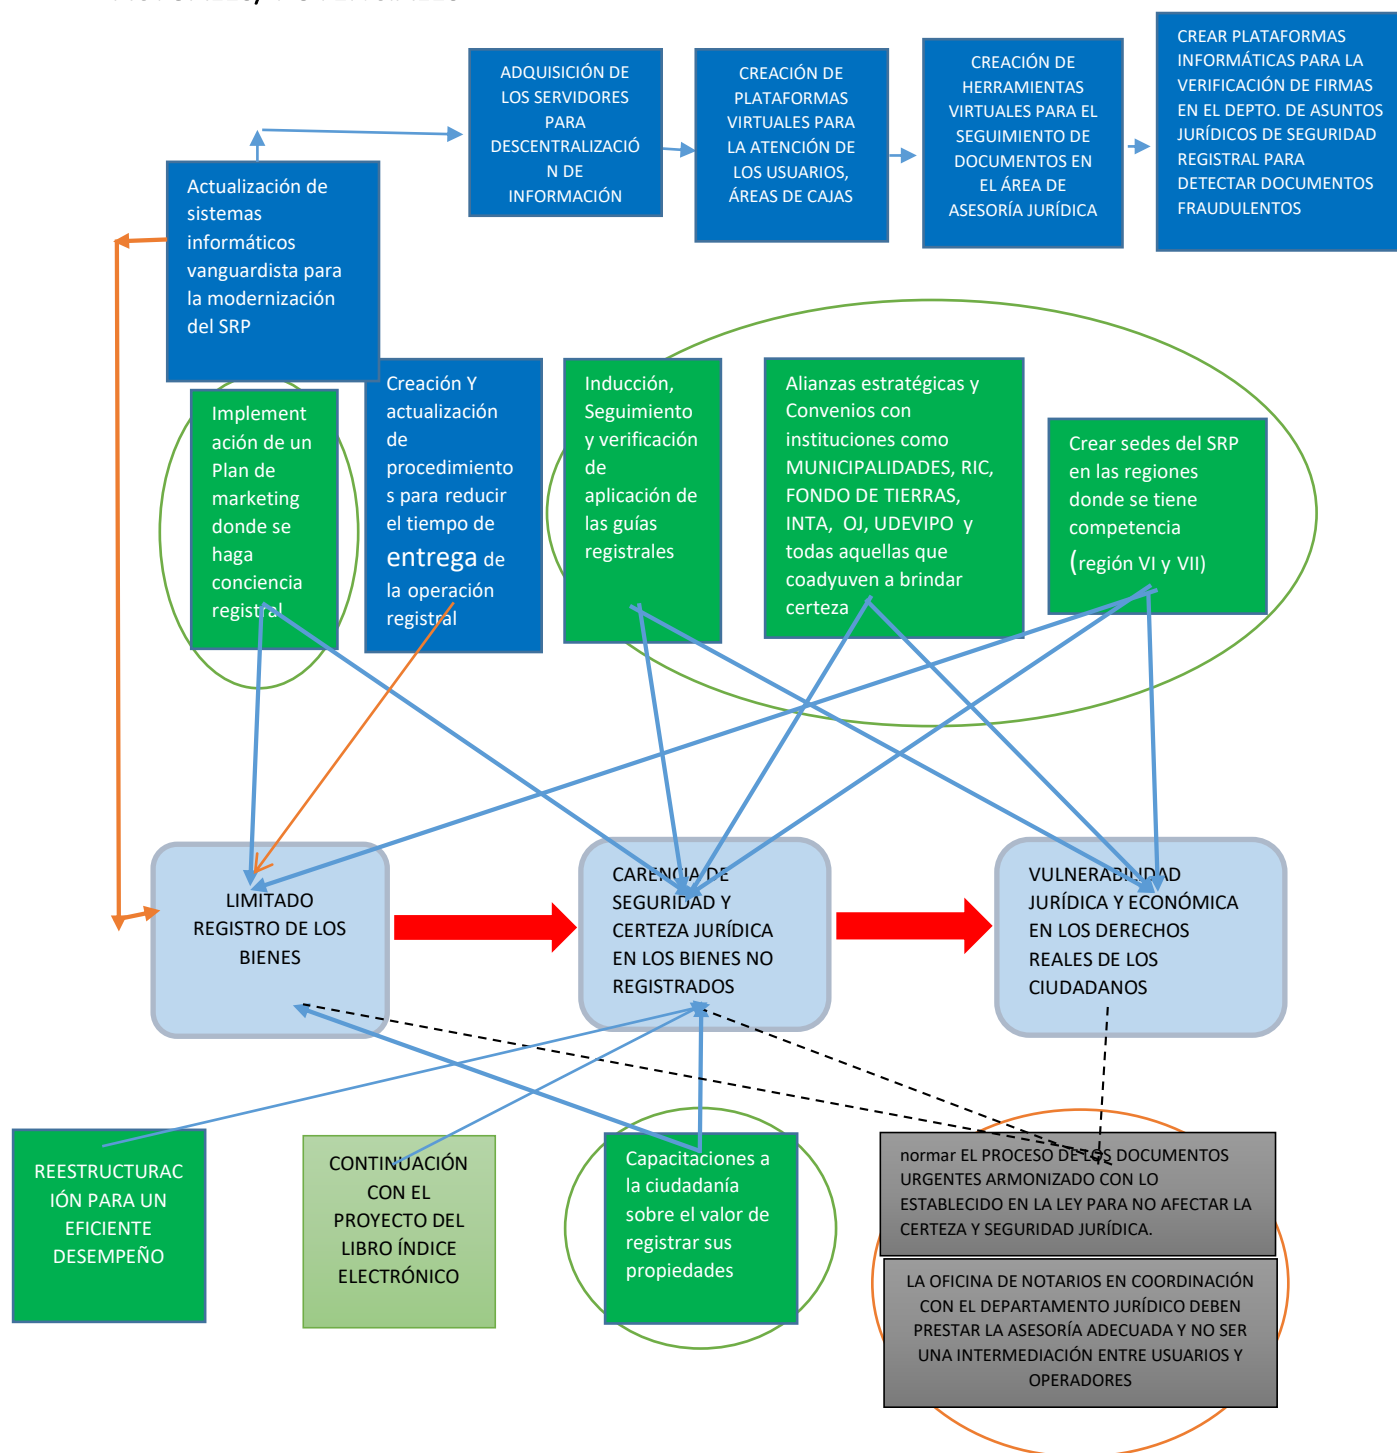 ADQUISICIÓN DE
LOS SERVIDORES
PARA
DESCENTRALIZACIÓ
N DE
INFORMACIÓN
CREACIÓN DE
PLATAFORMAS
VIRTUALES PARA
LA ATENCIÓN DE
LOS USUARIOS,
ÁREAS DE CAJAS
CREACIÓN DE
HERRAMIENTAS
VIRTUALES PARA EL
SEGUIMIENTO DE
DOCUMENTOS EN
EL ÁREA DE
ASESORÍA JURÍDICA
CREAR PLATAFORMAS
INFORMÁTICAS PARA LA
VERIFICACIÓN DE FIRMAS
EN EL DEPTO. DE ASUNTOS
JURÍDICOS DE SEGURIDAD
REGISTRAL PARA
DETECTAR DOCUMENTOS
FRAUDULENTOS
Actualización de
sistemas
informáticos
vanguardista para
la modernización
del SRP
Implement
ación de un
Plan de
marketing
donde se
haga
conciencia
registral
Creación Y
actualización
de
procedimiento
s para reducir
el tiempo de
entrega de
la operación
registral
Inducción,
Seguimiento
y verificación
de
aplicación de
las guías
registrales
Alianzas estratégicas y
Convenios con
instituciones como
MUNICIPALIDADES, RIC,
FONDO DE TIERRAS,
INTA, OJ, UDEVIPO y
todas aquellas que
coadyuven a brindar
certeza
Crear sedes del SRP
en las regiones
donde se tiene
competencia
(región VI y VII)
LIMITADO
REGISTRO DE LOS
BIENES
CARENCIA DE
SEGURIDAD Y
CERTEZA JURÍDICA
EN LOS BIENES NO
REGISTRADOS
VULNERABILIDAD
JURÍDICA Y ECONÓMICA
EN LOS DERECHOS
REALES DE LOS
CIUDADANOS
REESTRUCTURAC
IÓN PARA UN
EFICIENTE
DESEMPEÑO
CONTINUACIÓN
CON EL
PROYECTO DEL
LIBRO ÍNDICE
ELECTRÓNICO
Capacitaciones a
la ciudadanía
sobre el valor de
registrar sus
propiedades
normar EL PROCESO DE LOS DOCUMENTOS
URGENTES ARMONIZADO CON LO
ESTABLECIDO EN LA LEY PARA NO AFECTAR LA
CERTEZA Y SEGURIDAD JURÍDICA.
LA OFICINA DE NOTARIOS EN COORDINACIÓN
CON EL DEPARTAMENTO JURÍDICO DEBEN
PRESTAR LA ASESORÍA ADECUADA Y NO SER
UNA INTERMEDIACIÓN ENTRE USUARIOS Y
OPERADORES